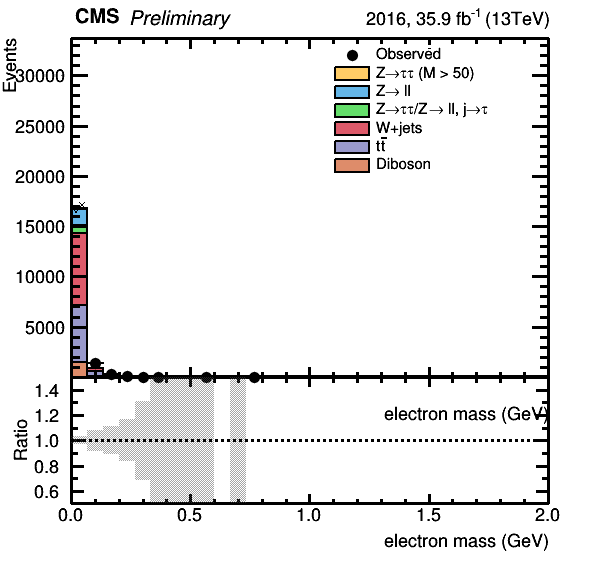 CMS Preliminary
2016, 35.9 fb-1 (13TeV)
Events
30000
25000
20000
15000
10000
5000
Observed
Z→ττ (M > 50)
Z→ ll
Z→ττ/Z→ ll, j→τ
W+jets
tt̅
Diboson
electron mass (GeV)
Ratio
1.4
1.2
1.0
0.8
0.6
0.0 0.5 1.0 1.5 2.0
electron mass (GeV)